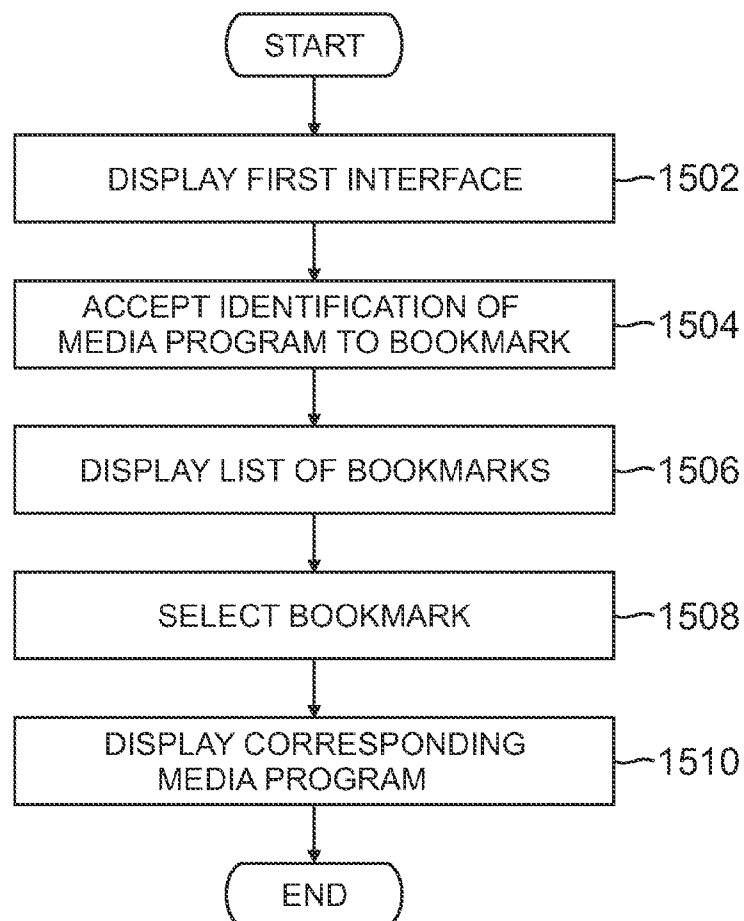 START
DISPLAY FIRST INTERFACE
1502
ACCEPT IDENTIFICATION OF
MEDIA PROGRAM TO BOOKMARK
1504
DISPLAY LIST OF BOOKMARKS
1506
SELECT BOOKMARK
1508
DISPLAY CORRESPONDING
MEDIA PROGRAM
1510
END